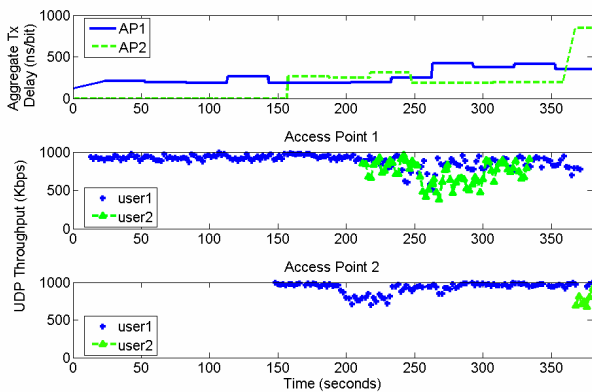 Aggregate Tx
Delay (ns/bit)
1000
500
0
AP1
AP2
0 50 100 150 200 250 300 350
Access Point 1
UDP Throughput (Kbps)
1000
500
0
user1
user2
0 50 100 150 200 250 300 350
Access Point 2
1000
500
0
user1
user2
0 50 100 150 200 250 300 350
Time (seconds)